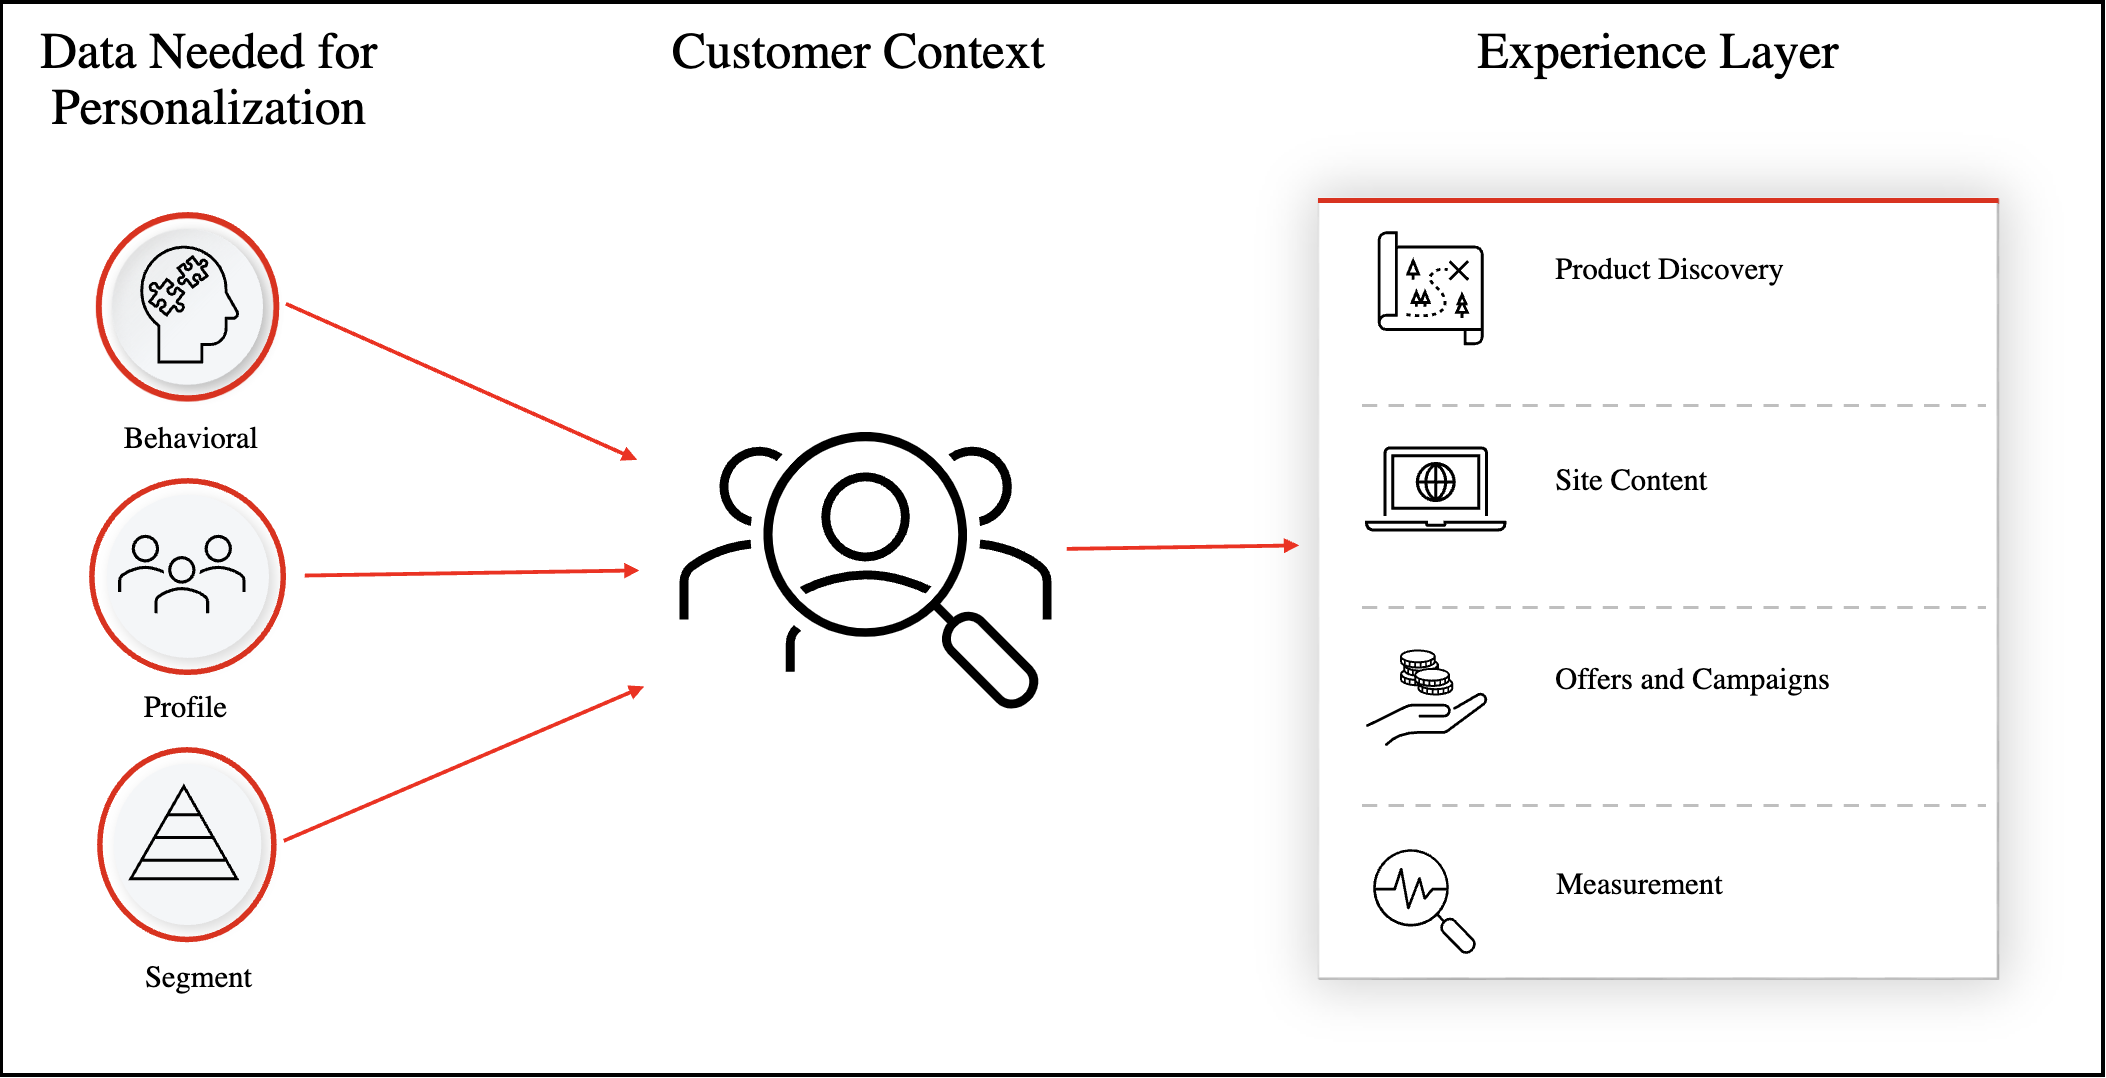 Data Needed for
Personalization
Customer Context
Experience Layer
Behavioral
Profile
Segment
Product Discovery
Site Content
Offers and Campaigns
Measurement